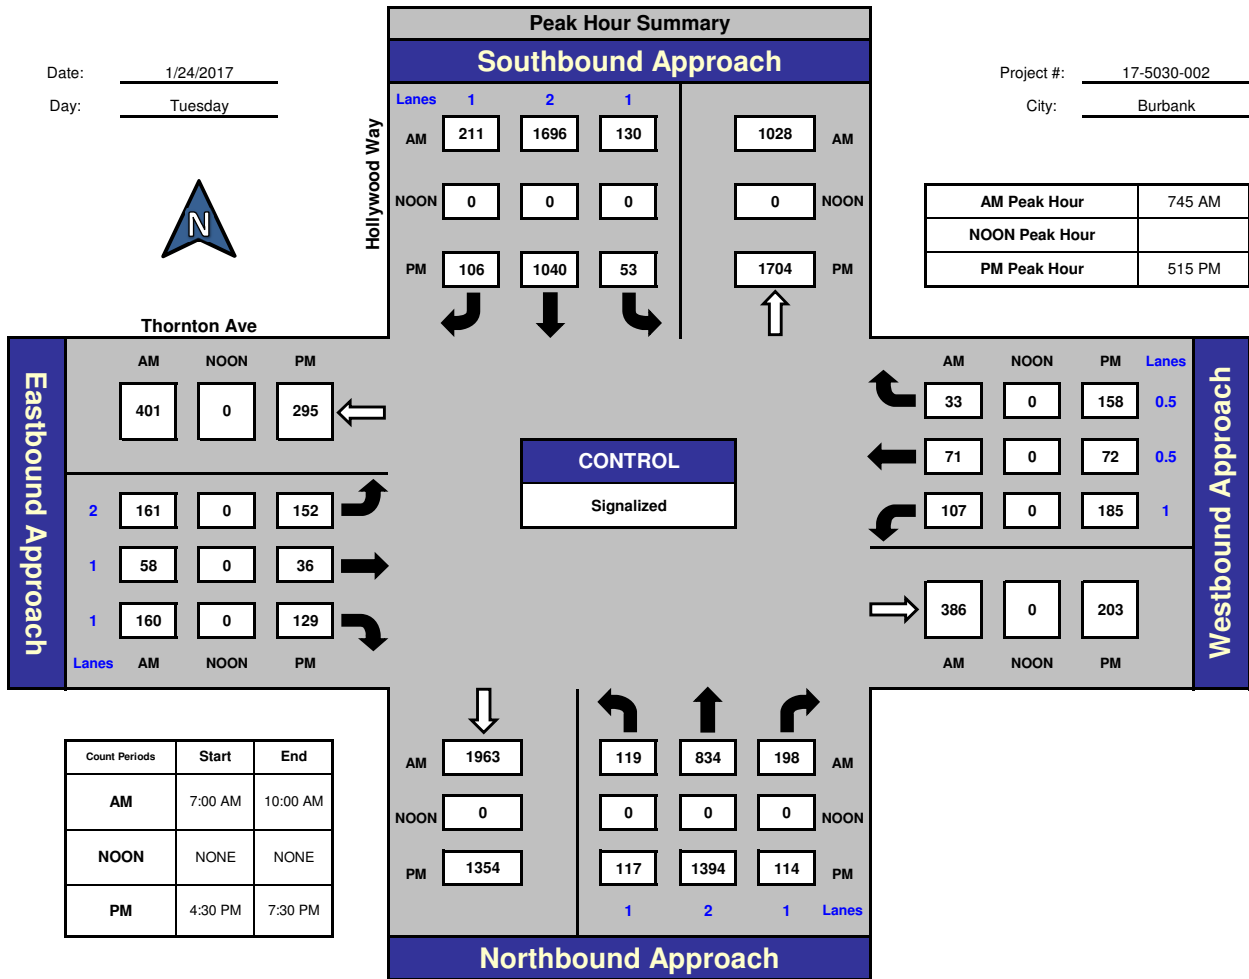 Peak Hour Summary
Southbound Approach
Date: 1/24/2017
Day: Tuesday
Project #: 17-5030-002
City: Burbank
N
Hollywood Way
Lanes 1 2 1
AM 211 1696 130 1028 AM
NOON 0 0 0 0 NOON
PM 106 1040 53 1704 PM
AM Peak Hour 745 AM
NOON Peak Hour
PM Peak Hour 515 PM
Thornton Ave
Eastbound Approach
AM NOON PM
401 0 295
2 161 0 152
1 58 0 36
1 160 0 129
Lanes AM NOON PM
CONTROL
Signalized
AM NOON PM Lanes
33 0 158 0.5
71 0 72 0.5
107 0 185 1
386 0 203
AM NOON PM
Westbound Approach
Count Periods Start End
AM 7:00 AM 10:00 AM
NOON NONE NONE
PM 4:30 PM 7:30 PM
AM 1963 119 834 198 AM
NOON 0 0 0 0 NOON
PM 1354 117 1394 114 PM
1 2 1 Lanes
Northbound Approach